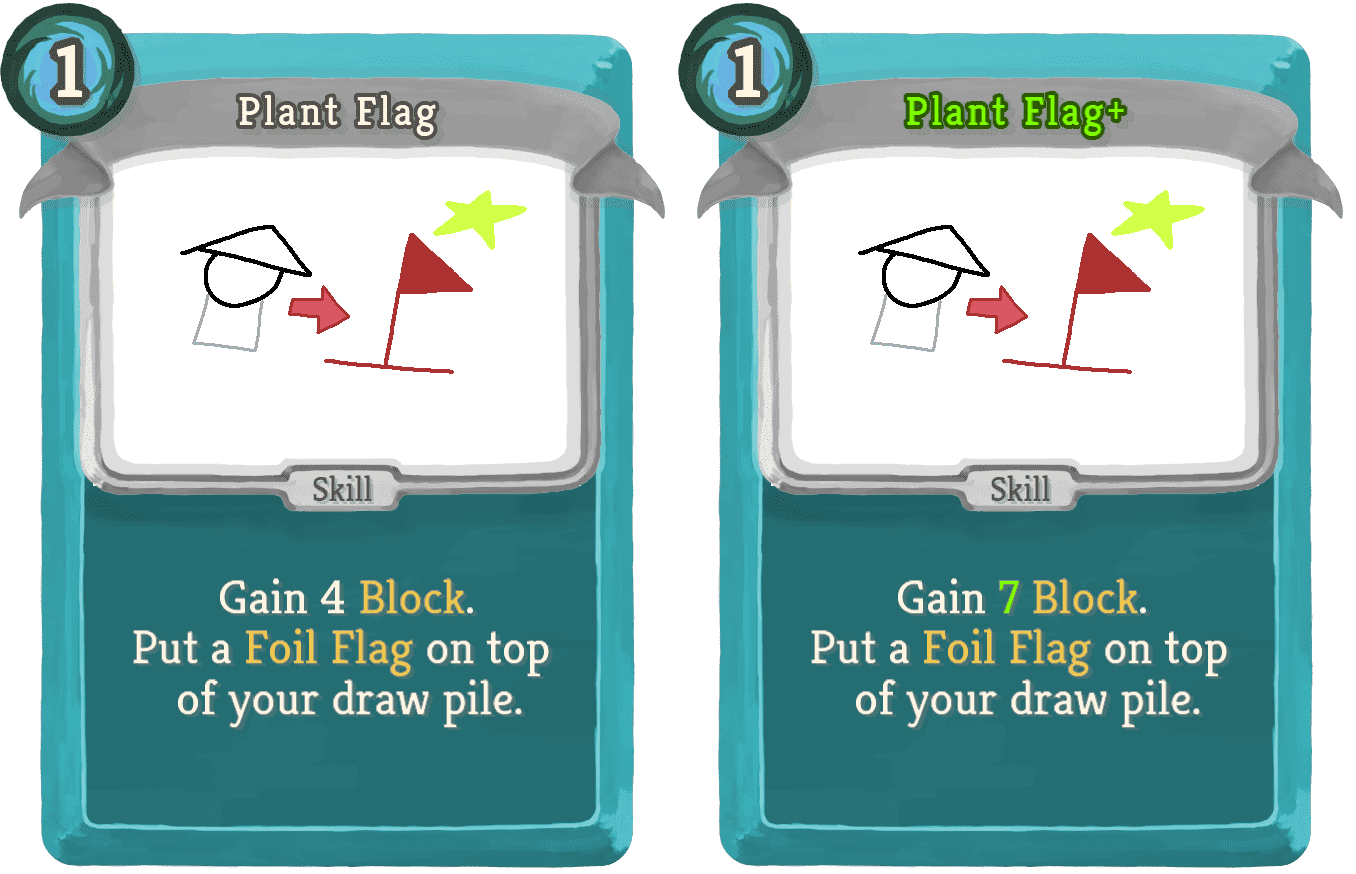 1
Plant Flag
Skill
Gain 4 Block.
Put a Foil Flag on top
of your draw pile.
1
Plant Flag+
Skill
Gain 7 Block.
Put a Foil Flag on top
of your draw pile.